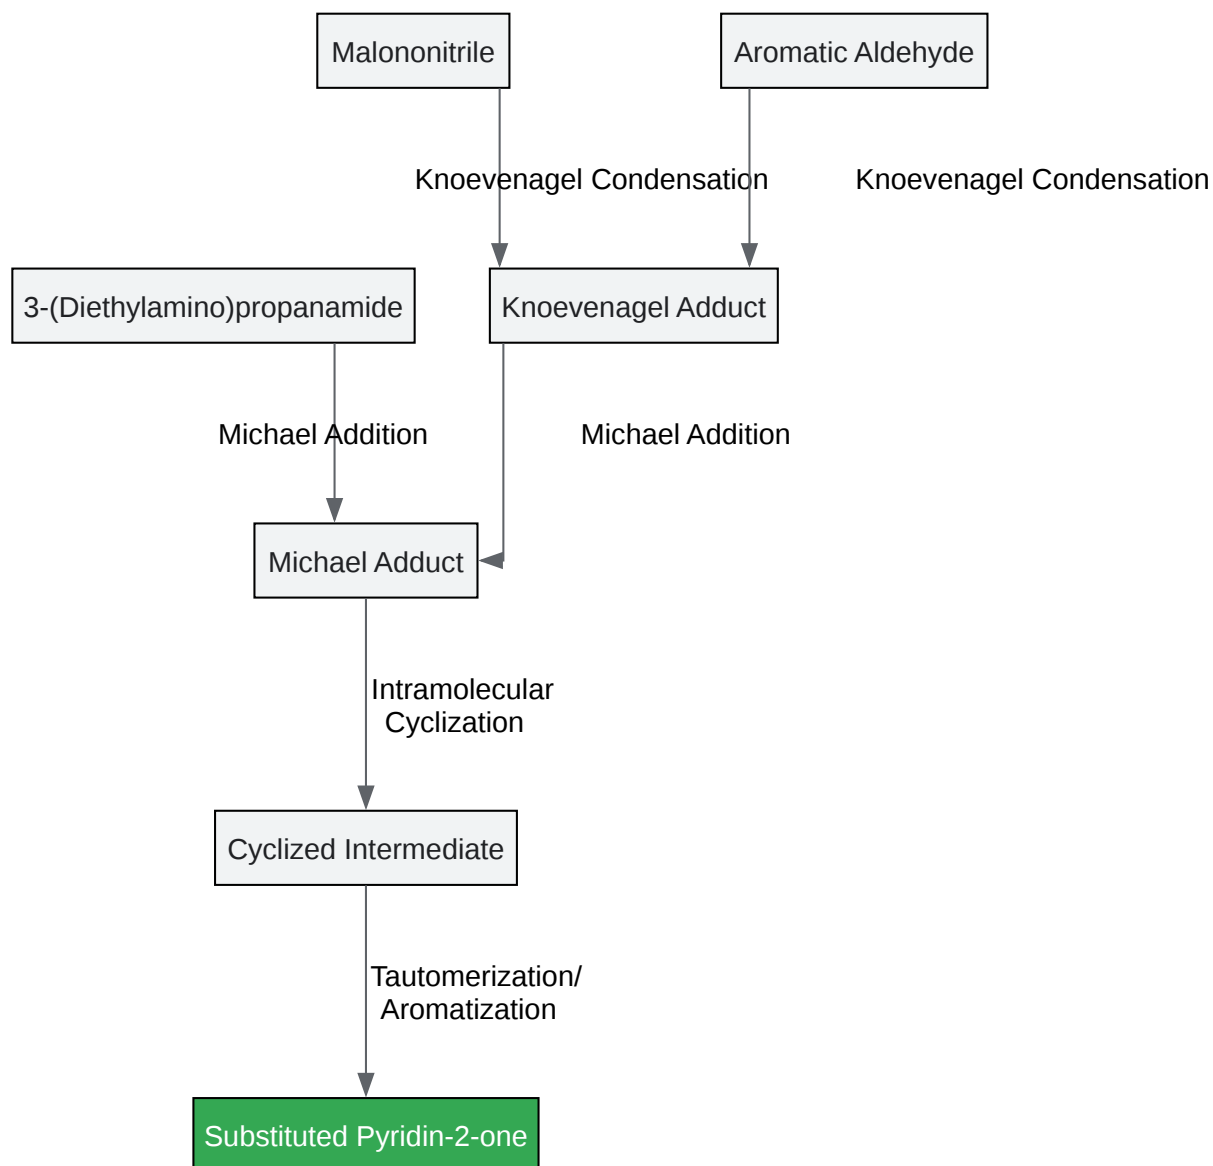 Malononitrile
Aromatic Aldehyde
Knoevenagel Condensation
Knoevenagel Condensation
3-(Diethylamino)propanamide
Knoevenagel Adduct
Michael Addition
Michael Addition
Michael Adduct
Intramolecular
Cyclization
Cyclized Intermediate
Tautomerization/
Aromatization
Substituted Pyridin-2-one